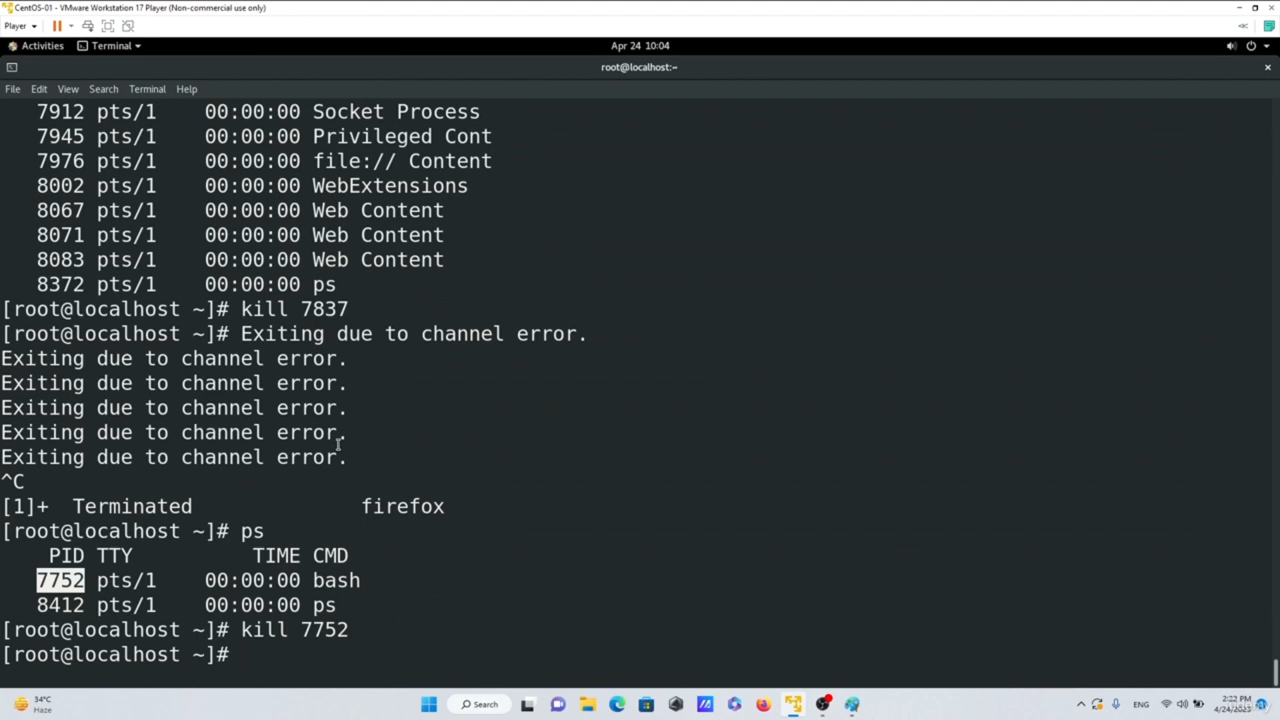 CentOS-01 - VMware Workstation 17 Player (Non-commercial use only)
Player
Activities Terminal Apr 24 10:04
root@localhost:~
File Edit View Search Terminal Help
7912 pts/1 00:00:00 Socket Process
7945 pts/1 00:00:00 Privileged Cont
7976 pts/1 00:00:00 file:// Content
8002 pts/1 00:00:00 WebExtensions
8067 pts/1 00:00:00 Web Content
8071 pts/1 00:00:00 Web Content
8083 pts/1 00:00:00 Web Content
8372 pts/1 00:00:00 ps
[root@localhost ~]# kill 7837
[root@localhost ~]# Exiting due to channel error.
Exiting due to channel error.
Exiting due to channel error.
Exiting due to channel error.
Exiting due to channel error.
Exiting due to channel error.
^C
[1]+ Terminated firefox
[root@localhost ~]# ps
PID TTY TIME CMD
7752 pts/1 00:00:00 bash
8412 pts/1 00:00:00 ps
[root@localhost ~]# kill 7752
[root@localhost ~]#
34°C
Haze
Search
ENG
2:22 PM
4/24/2023